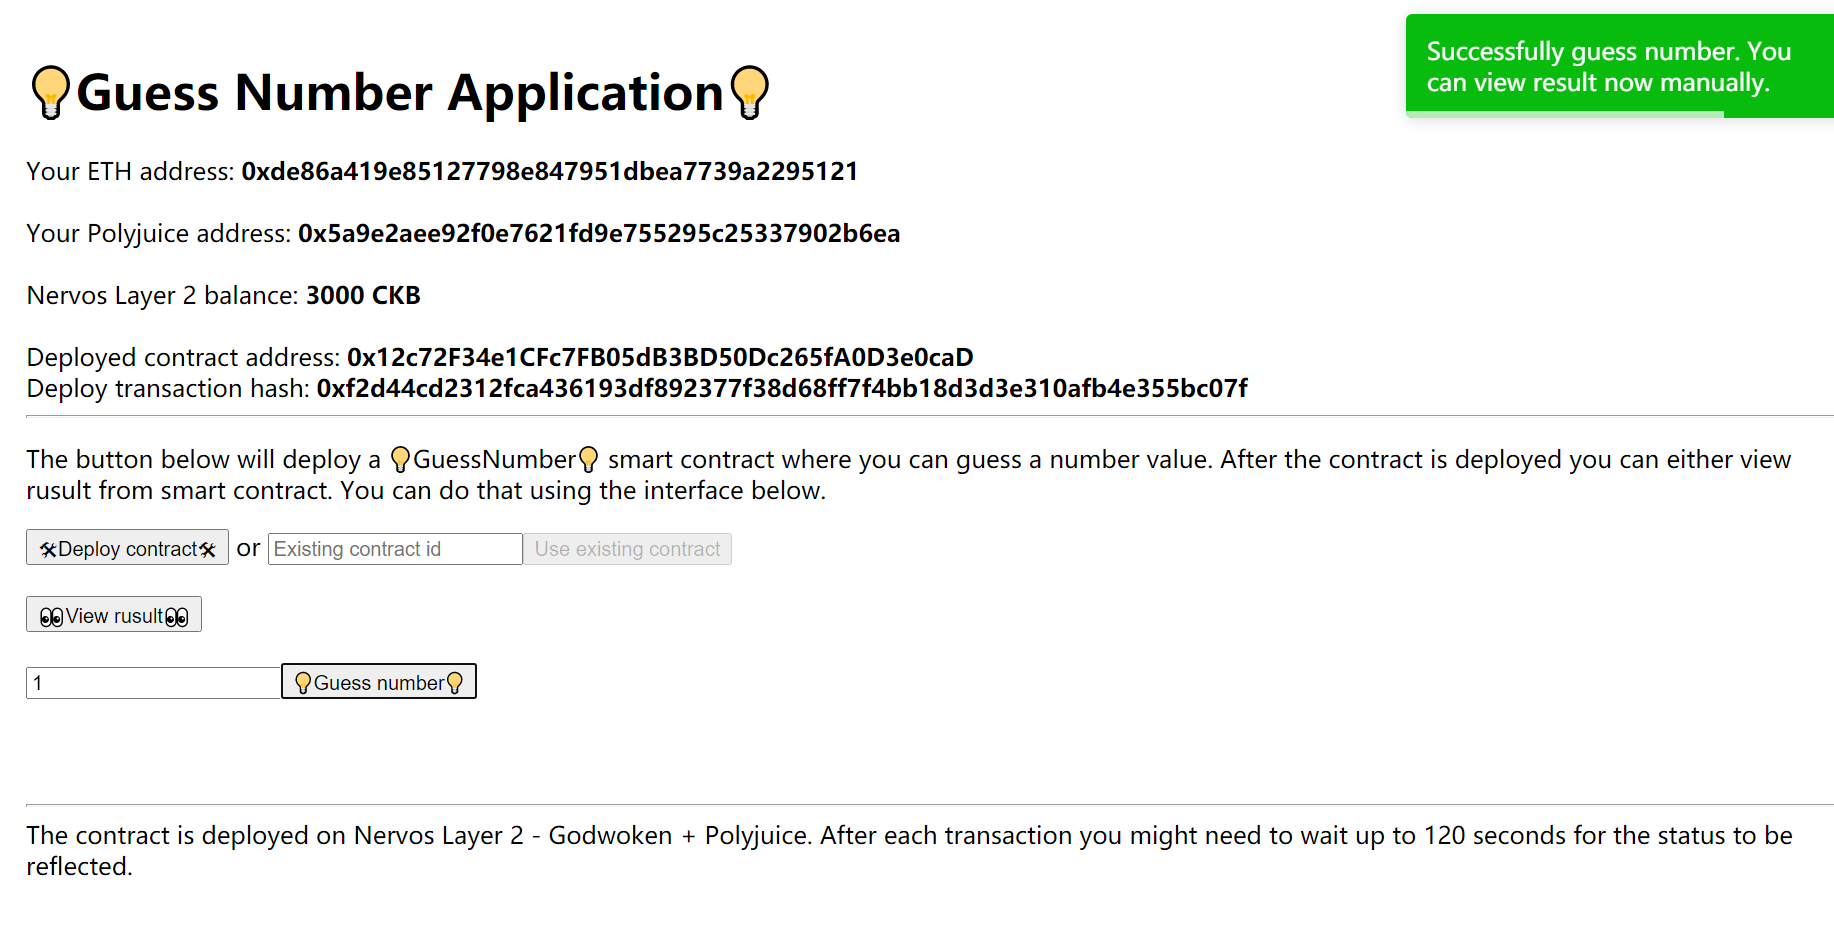 💡Guess Number Application💡
Successfully guess number. You
can view result now manually.
Your ETH address: 0xde86a419e85127798e847951dbea7739a2295121
Your Polyjuice address: 0x5a9e2aee92f0e7621fd9e755295c25337902b6ea
Nervos Layer 2 balance: 3000 CKB
Deployed contract address: 0x12c72F34e1CFc7FB05dB3BD50Dc265fA0D3e0caD
Deploy transaction hash: 0xf2d44cd2312fca436193df892377f38d68ff7f4bb18d3d3e310afb4e355bc07f
The button below will deploy a 💡GuessNumber💡 smart contract where you can guess a number value. After the contract is deployed you can either view
rusult from smart contract. You can do that using the interface below.
🛠Deploy contract🛠 or Existing contract id Use existing contract
👀View rusult👀
1 💡Guess number💡
The contract is deployed on Nervos Layer 2 - Godwoken + Polyjuice. After each transaction you might need to wait up to 120 seconds for the status to be
reflected.